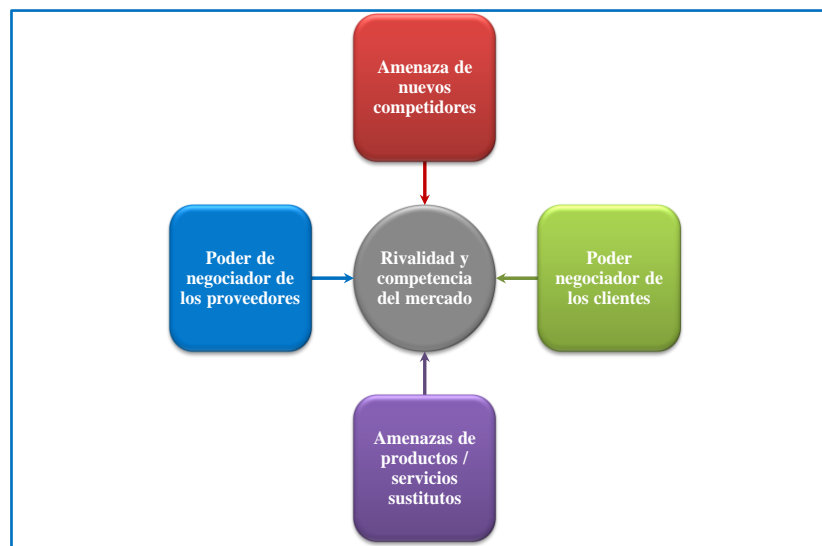 Amenaza de
nuevos
competidores
Poder de
negociador de
los proveedores
Rivalidad y
competencia
del mercado
Poder
negociador de
los clientes
Amenazas de
productos /
servicios
sustitutos